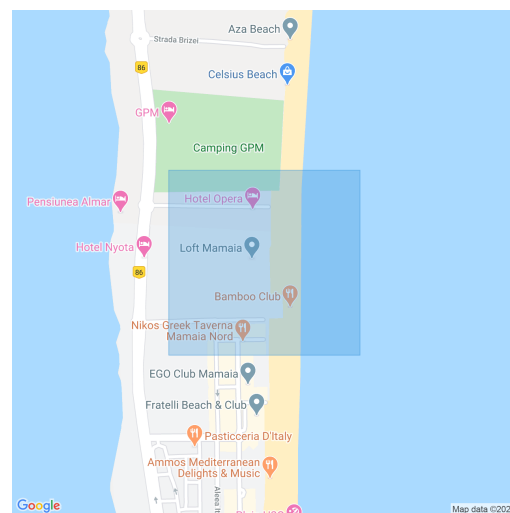 Aza Beach
Strada Brizei
86
Celsius Beach
GPM
Camping GPM
Hotel Opera
Pensiunea Almar
Loft Mamaia
Hotel Nyota
86
Bamboo Club
Nikos Greek Taverna
Mamaia Nord
EGO Club Mamaia
Fratelli Beach & Club
Pasticceria D'Italy
Ammos Mediterranean
Delights & Music
Aleea
Google
Map data ©202